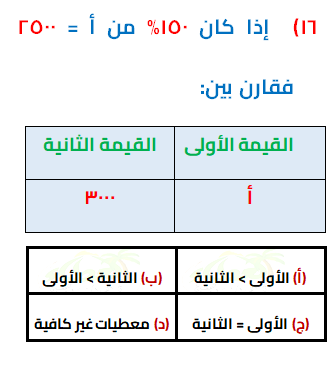 ١٦) إذا كان ١٥٠% من أ = ٢٥٠٠
فقارن بين:
القيمة الأولى القيمة الثانية
أ ٣٠٠٠
(أ) الأولى > الثانية (ب) الثانية > الأولى
(ج) الأولى = الثانية (د) معطيات غير كافية